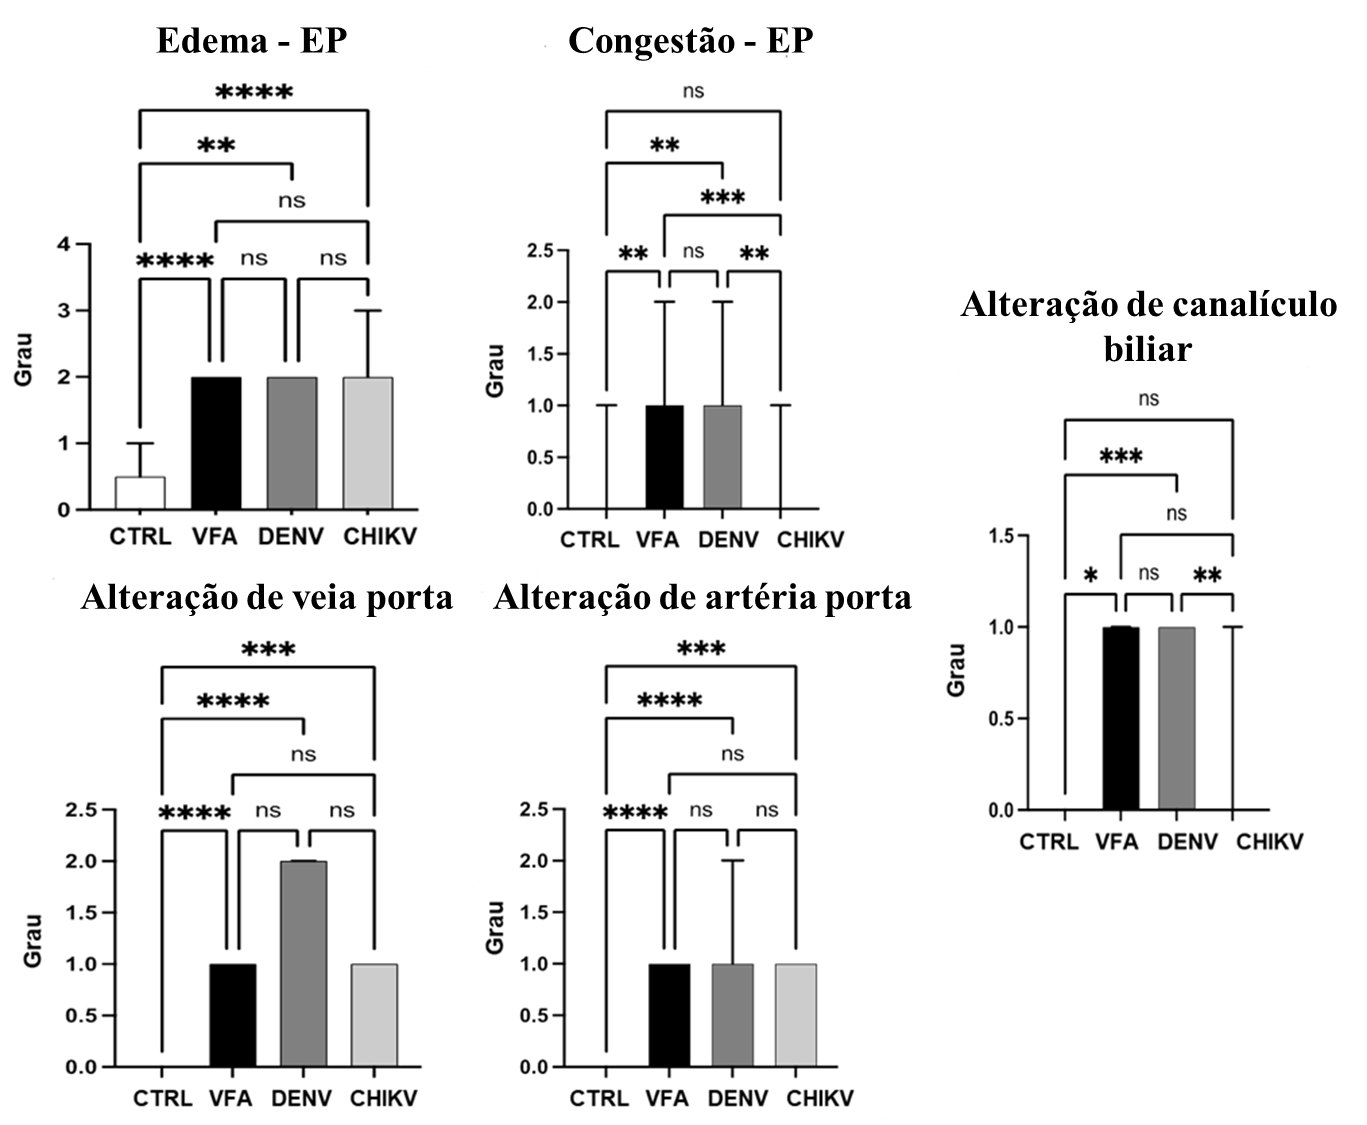 Edema - EP
****
**
ns
**** ns ns
4
3
2
1
0
Grau
CTRL VFA DENV CHIKV
Congestão - EP
ns
**
***
** ns **
2.5
2.0
1.5
1.0
0.5
0.0
Grau
CTRL VFA DENV CHIKV
Alteração de canalículo
biliar
ns
***
ns
* ns **
1.5
1.0
0.5
0.0
Grau
CTRL VFA DENV CHIKV
Alteração de veia porta
***
****
ns
**** ns ns
2.5
2.0
1.5
1.0
0.5
0.0
Grau
CTRL VFA DENV CHIKV
Alteração de artéria porta
***
****
ns
**** ns ns
2.5
2.0
1.5
1.0
0.5
0.0
Grau
CTRL VFA DENV CHIKV